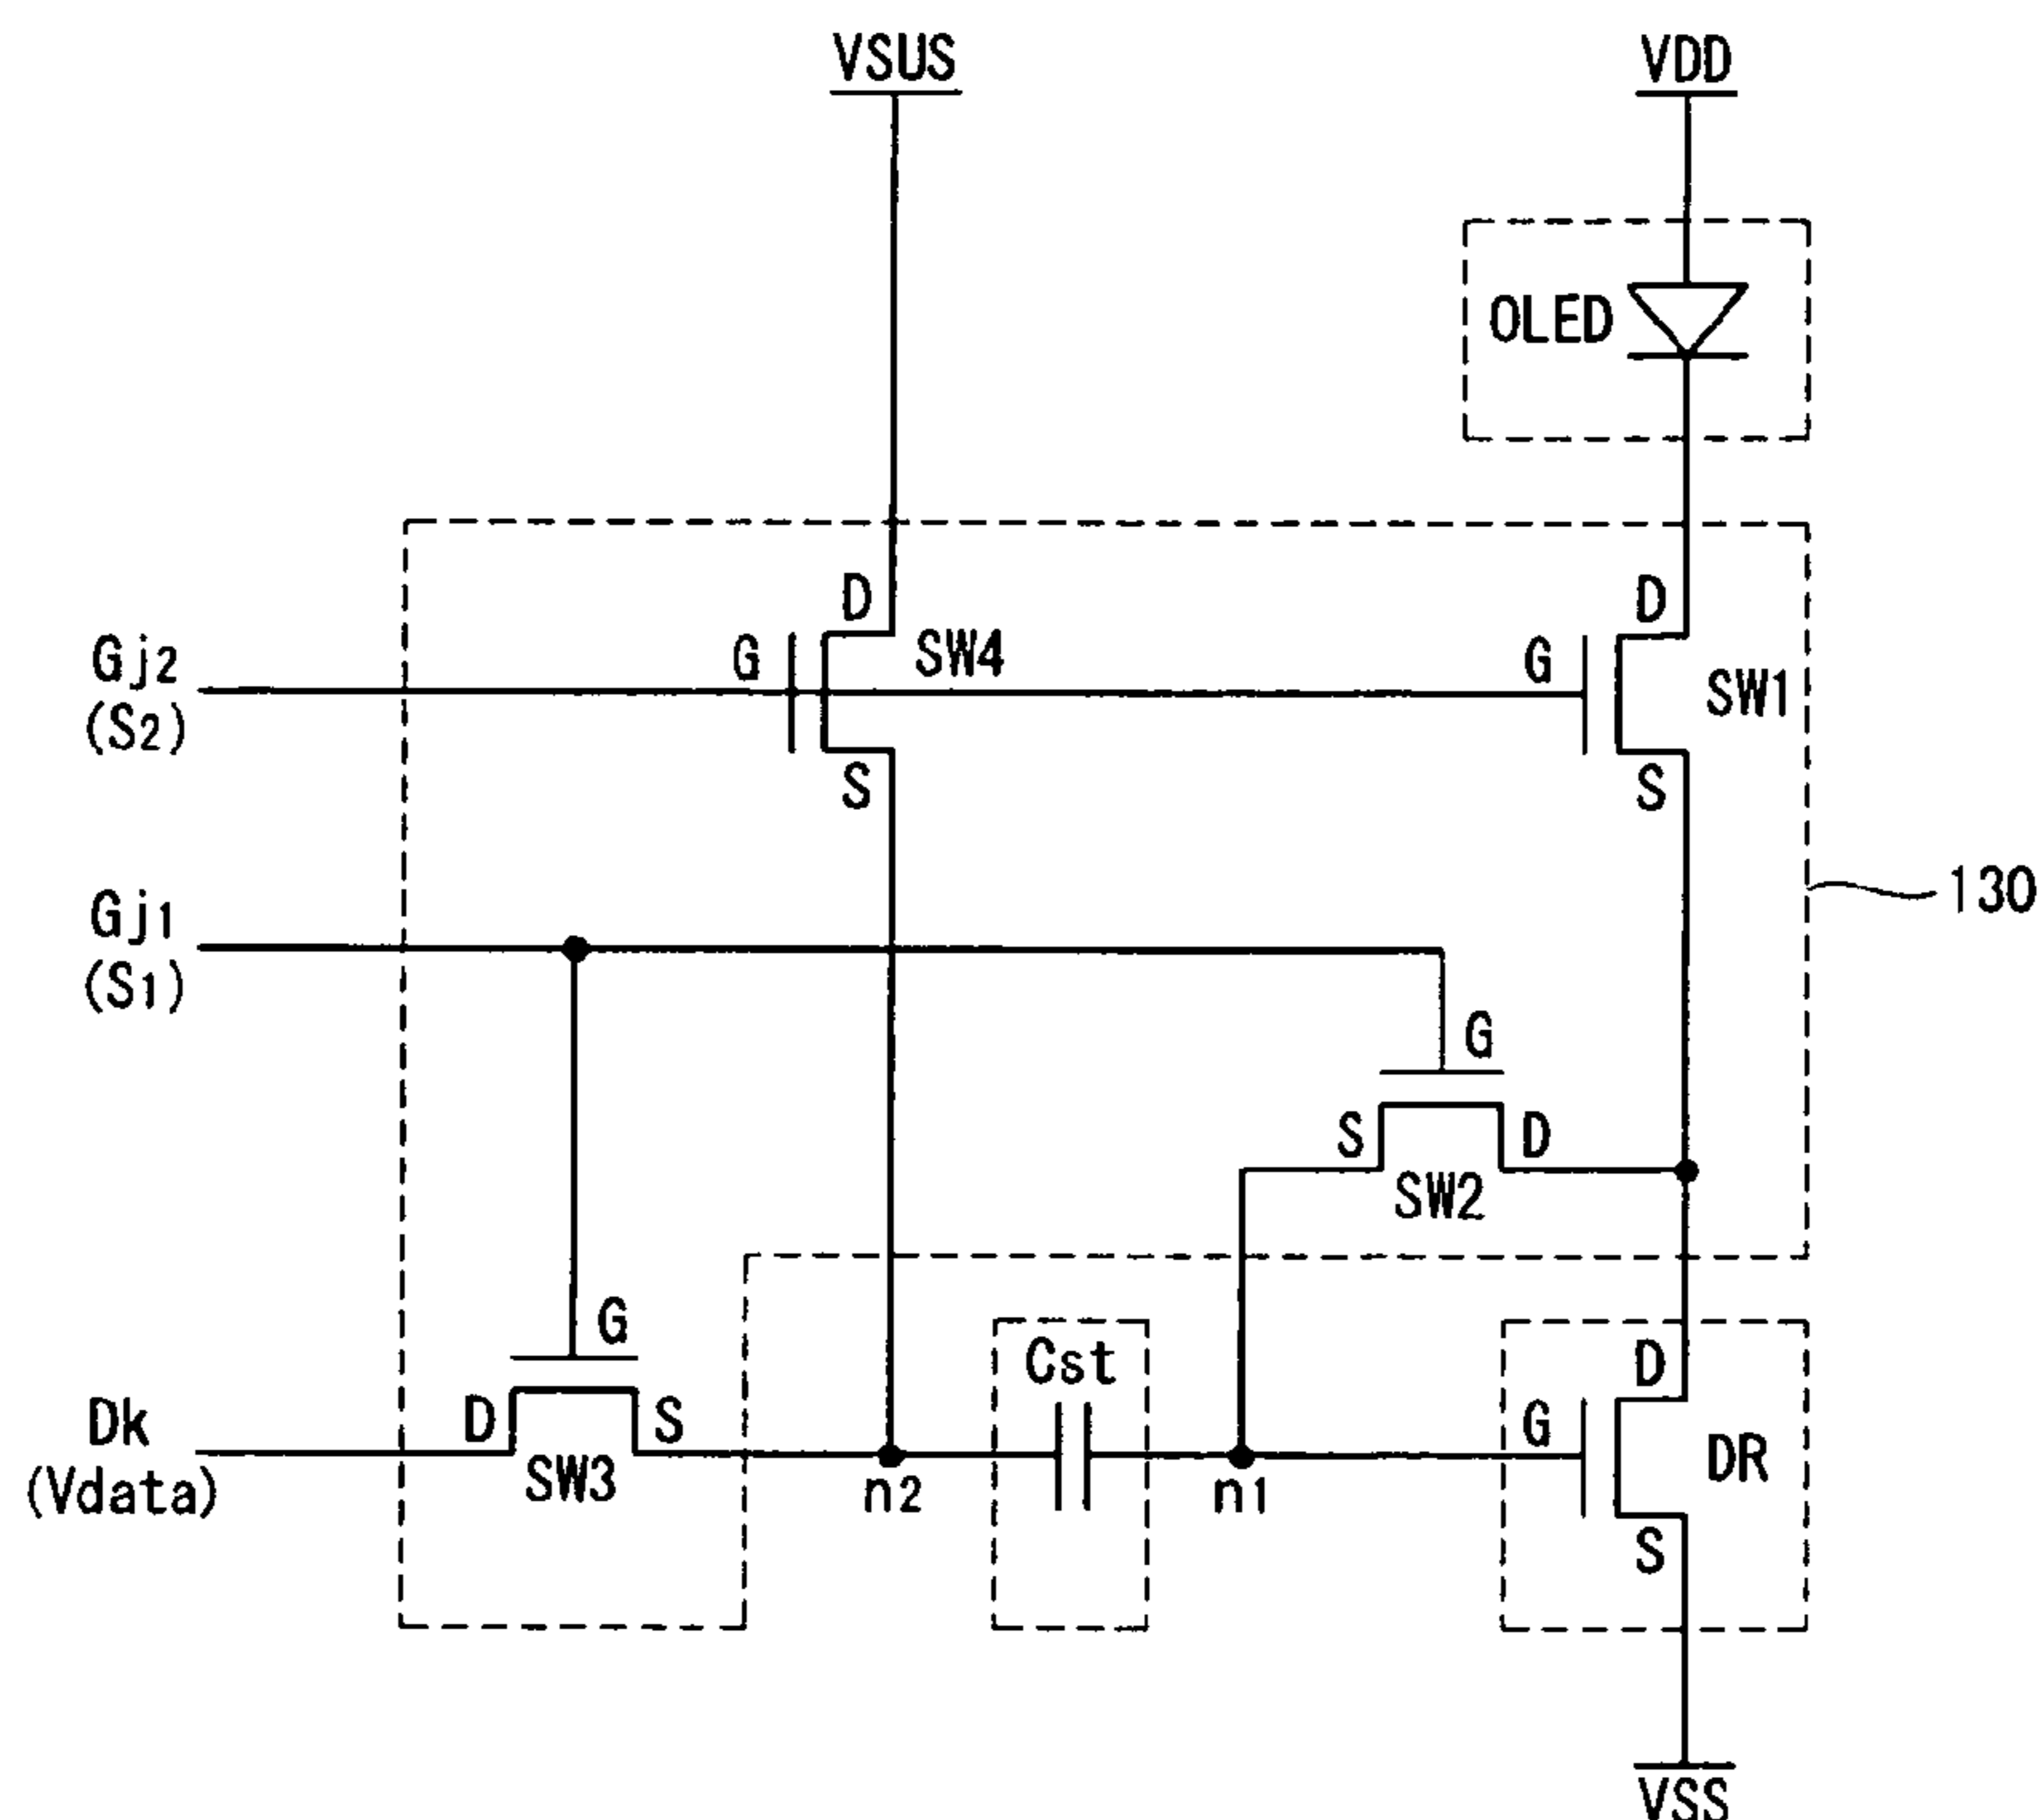 VSUS
VDD
OLED
D
D
Gj2
G
SW4
G
SW1
(S2)
S
S
Gj1
130
(S1)
G
S
D
SW2
G
Cst
D
Dk
D
S
G
DR
(Vdata)
SW3
n2
n1
S
VSS